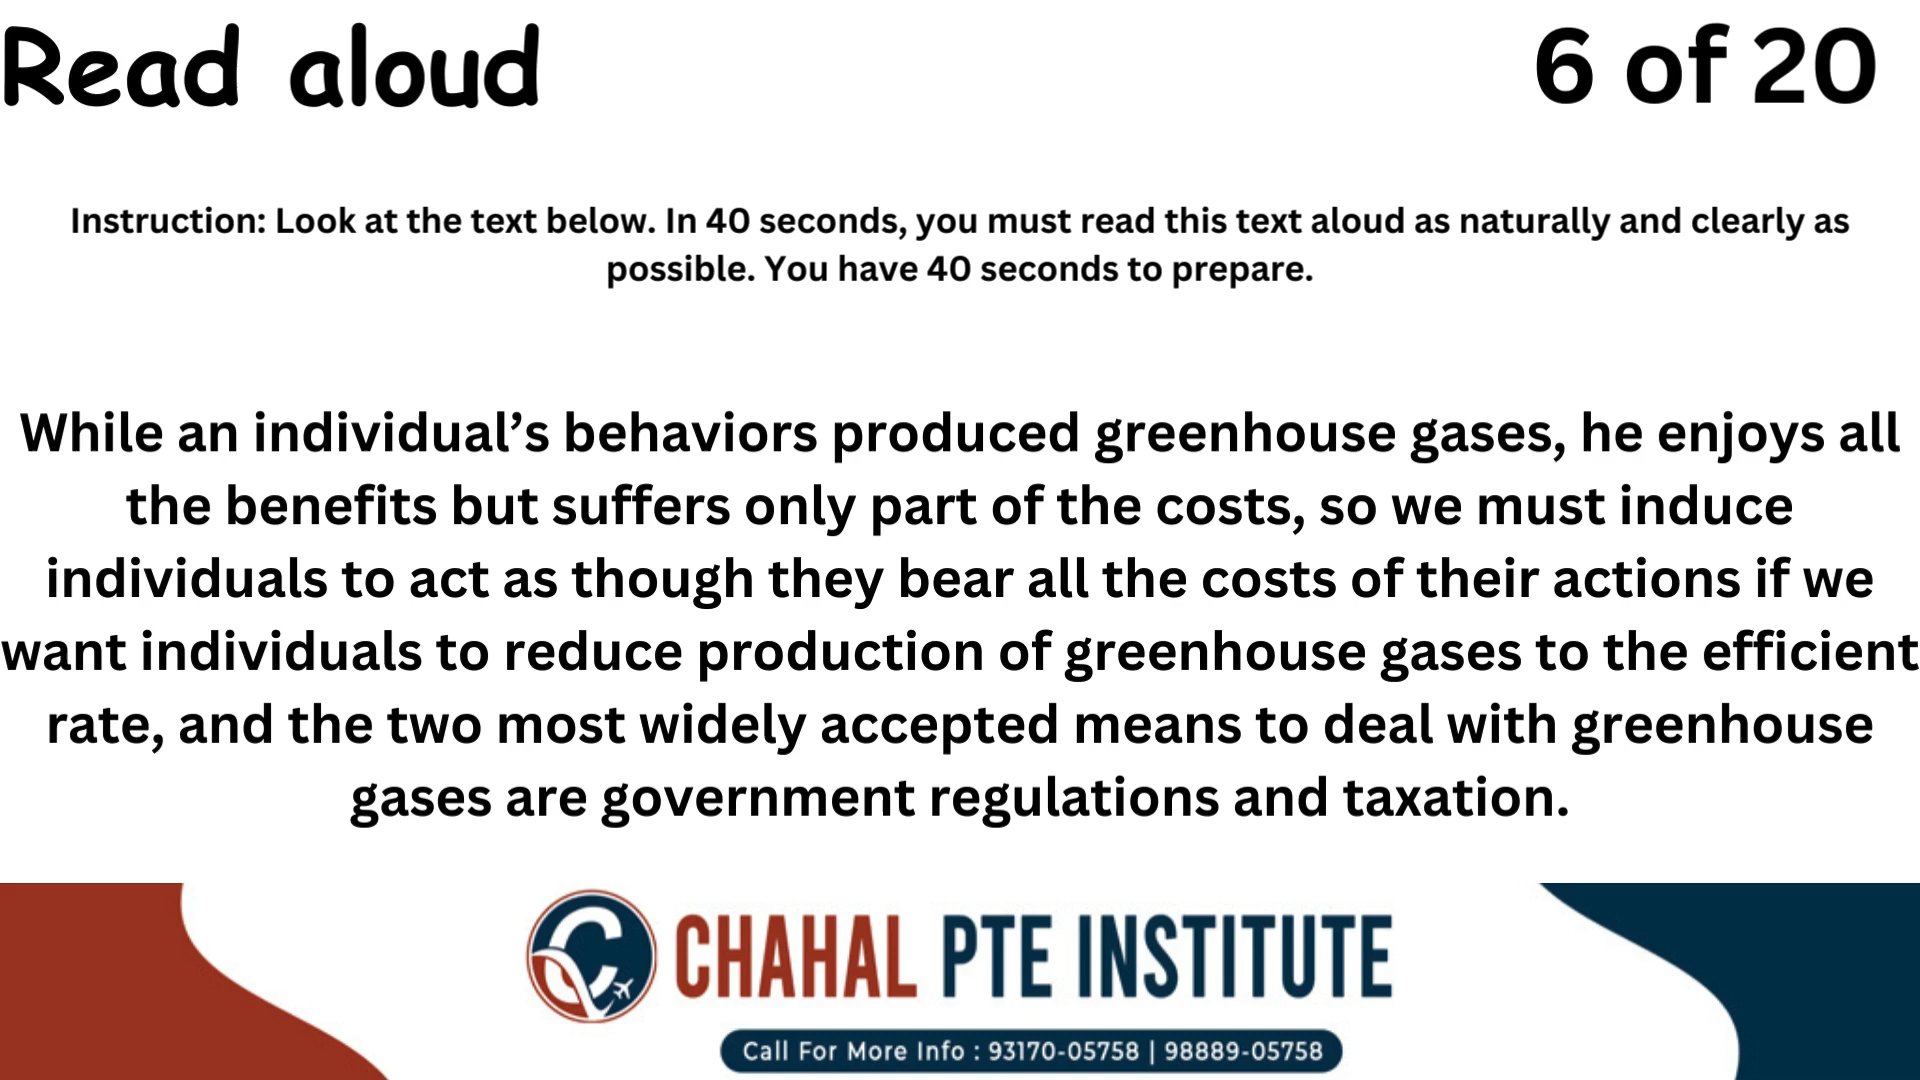 Read aloud
6 of 20
Instruction: Look at the text below. In 40 seconds, you must read this text aloud as naturally and clearly as
possible. You have 40 seconds to prepare.
While an individual’s behaviors produced greenhouse gases, he enjoys all
the benefits but suffers only part of the costs, so we must induce
individuals to act as though they bear all the costs of their actions if we
want individuals to reduce production of greenhouse gases to the efficient
rate, and the two most widely accepted means to deal with greenhouse
gases are government regulations and taxation.
CHAHAL PTE INSTITUTE
Call For More Info : 93170-05758 | 98889-05758